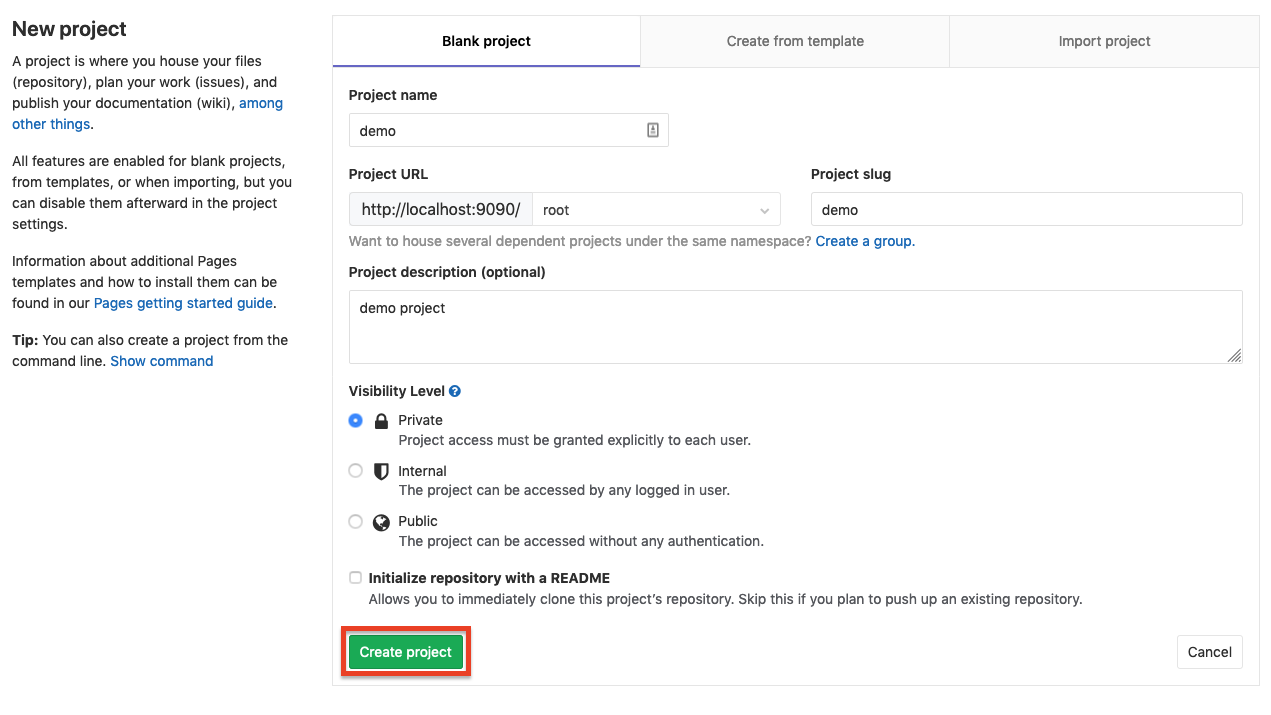 New project
A project is where you house your files
(repository), plan your work (issues), and
publish your documentation (wiki), among
other things.
All features are enabled for blank projects,
from templates, or when importing, but you
can disable them afterward in the project
settings.
Information about additional Pages
templates and how to install them can be
found in our Pages getting started guide.
Tip: You can also create a project from the
command line. Show command
Blank project
Create from template
Import project
Project name
demo
Project URL
http://localhost:9090/
root
Project slug
demo
Want to house several dependent projects under the same namespace? Create a group.
Project description (optional)
demo project
Visibility Level
Private
Project access must be granted explicitly to each user.
Internal
The project can be accessed by any logged in user.
Public
The project can be accessed without any authentication.
Initialize repository with a README
Allows you to immediately clone this project's repository. Skip this if you plan to push up an existing repository.
Create project
Cancel